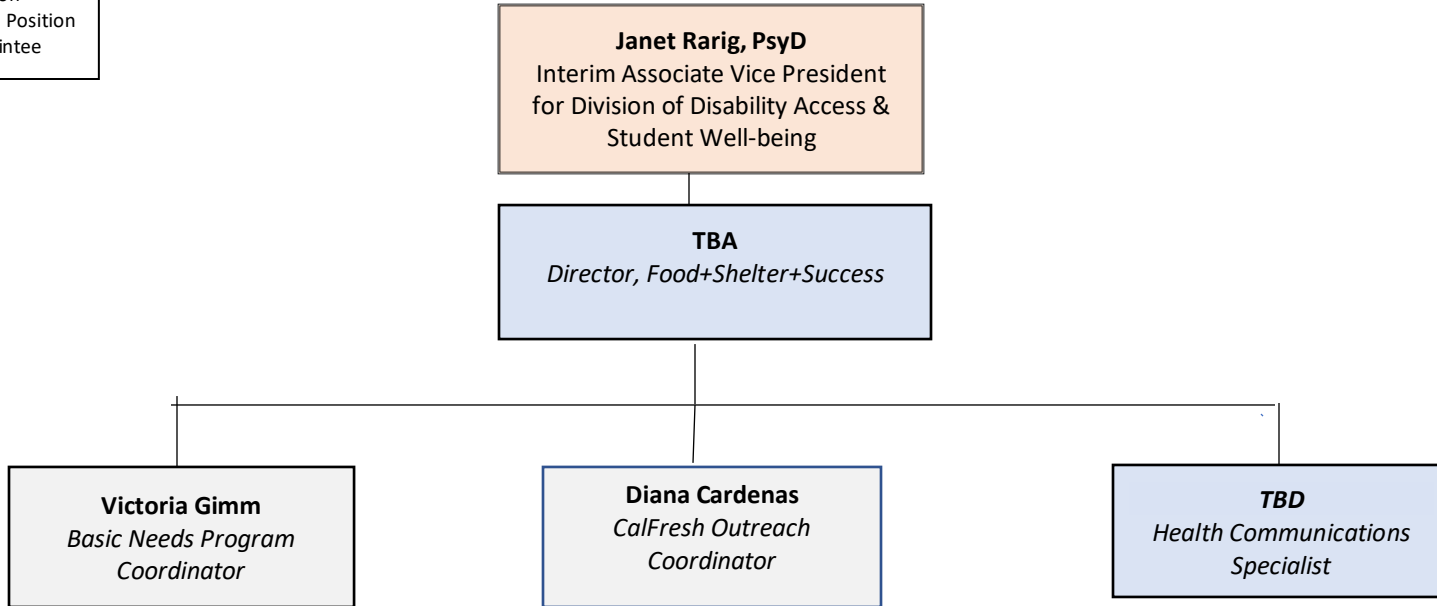 Position
Janet Rarig, PsyD
Interim Associate Vice President
for Division of Disability Access &
Student Well-being
TBA
Director, Food+Shelter+Success
Victoria Gimm
Basic Needs Program
Coordinator
Diana Cardenas
CalFresh Outreach
Coordinator
TBD
Health Communications
Specialist